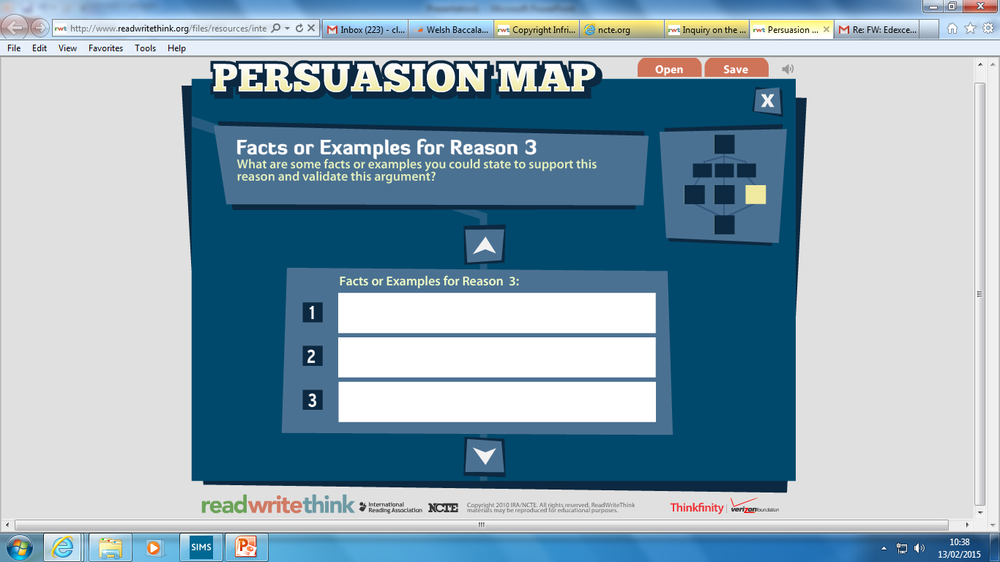 http://www.readwritethink.org/files/resources/inte
Inbox (223) - cl...
Welsh Baccala...
Copyright Infri...
ncte.org
Inquiry on the ...
Persuasion ...
Re: FW: Edexce...
File Edit View Favorites Tools Help
PERSUASION MAP
Open
Save
X
Facts or Examples for Reason 3
What are some facts or examples you could state to support this
reason and validate this argument?
Facts or Examples for Reason 3:
1
2
3
readwritethink
International
Reading Association
NCTE
Copyright 2010 IRA/NCTE. All rights reserved. ReadWriteThink
materials may be reproduced for educational purposes.
Thinkfinity
verizonfoundation
SIMS
10:38
13/02/2015